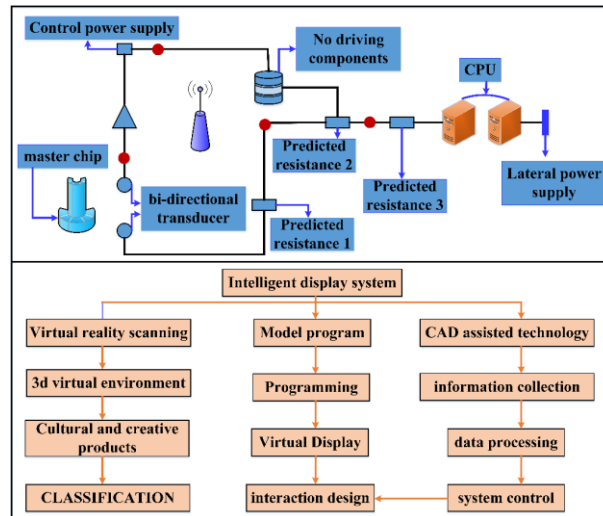 Control power supply
No driving
components
CPU
master chip
bi-directional
transducer
Predicted
resistance 2
Predicted
resistance 3
Predicted
resistance 1
Lateral power
supply
Intelligent display system
Virtual reality scanning
Model program
CAD assisted technology
3d virtual environment
Programming
information collection
Cultural and creative
products
Virtual Display
data processing
CLASSIFICATION
interaction design
system control